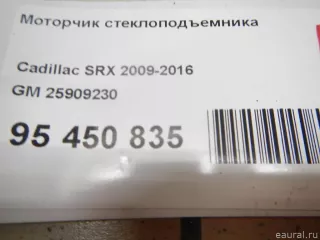 Моторчик стеклоподъемника
Cadillac SRX 2009-2016
GM 25909230
95 450 835
eaural.ru